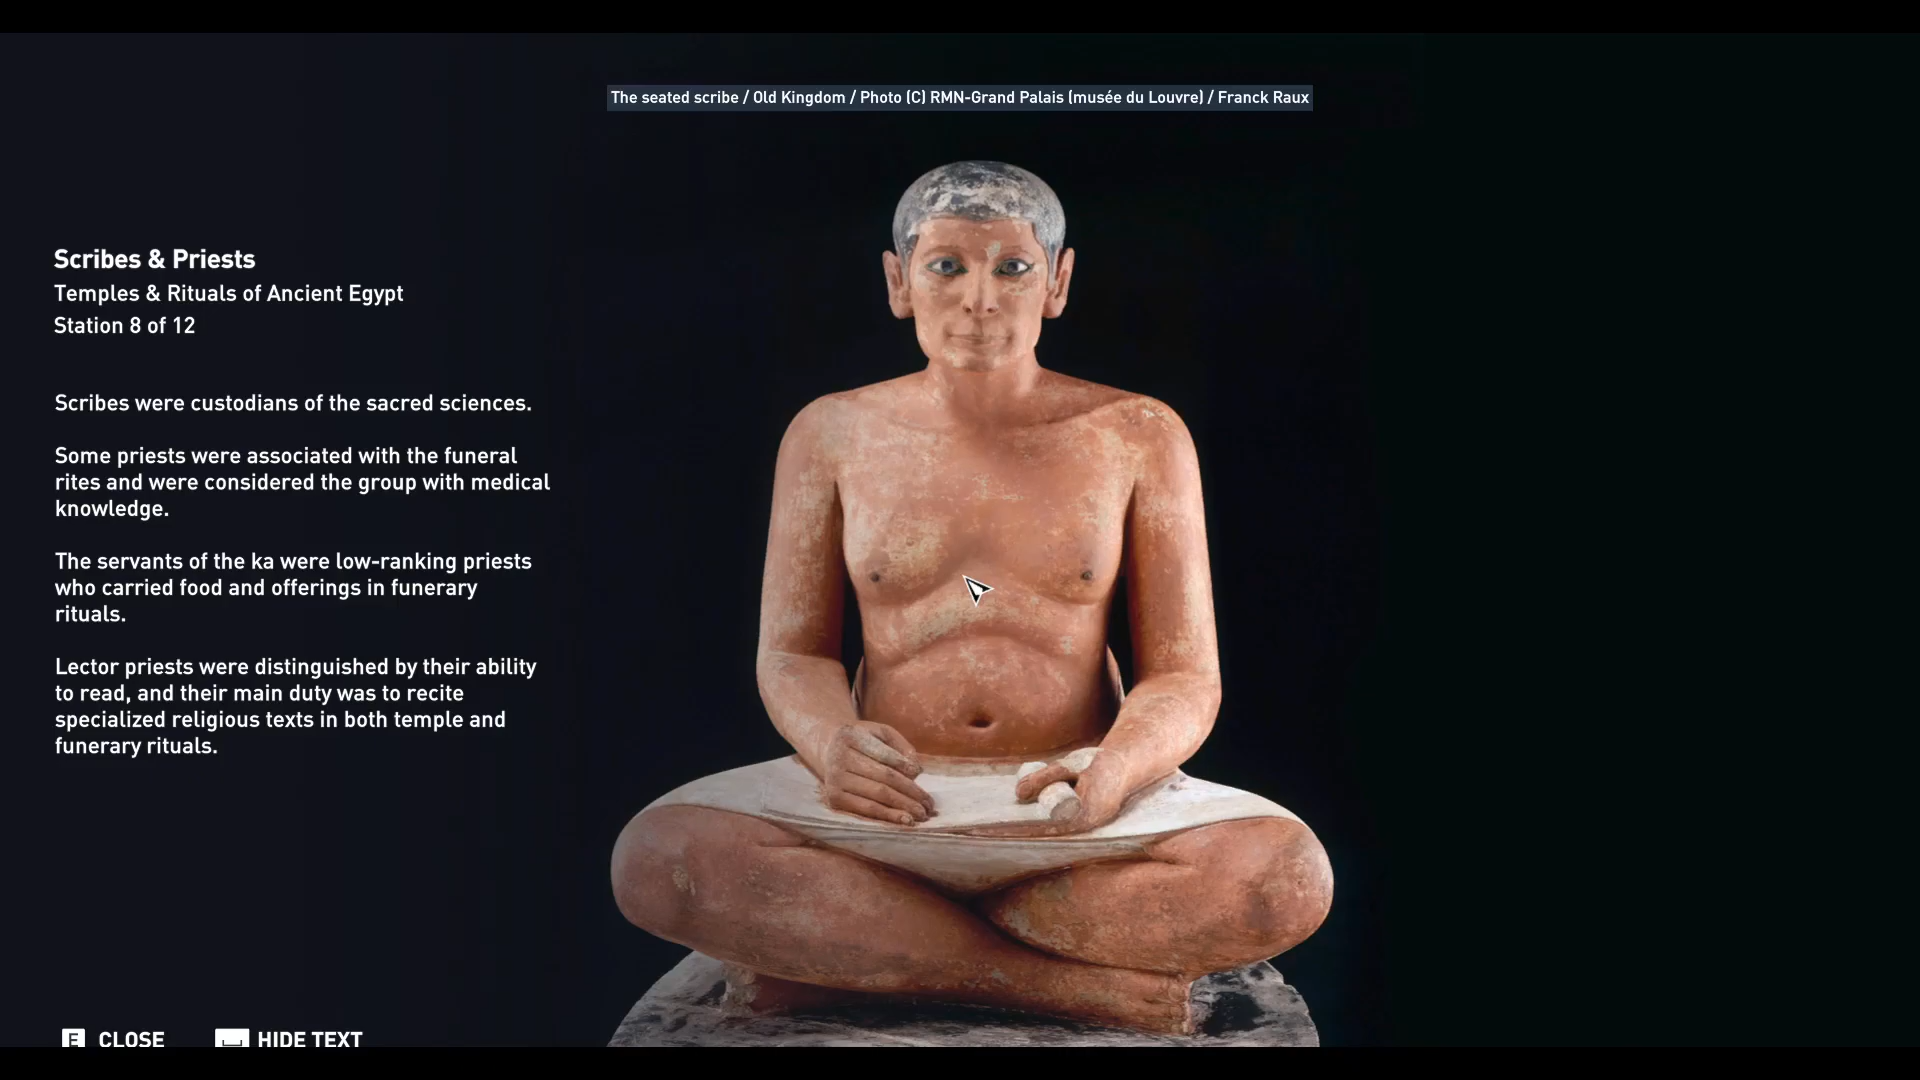 The seated scribe / Old Kingdom / Photo (C) RMN-Grand Palais (musée du Louvre) / Franck Raux
Scribes & Priests
Temples & Rituals of Ancient Egypt
Station 8 of 12
Scribes were custodians of the sacred sciences.
Some priests were associated with the funeral
rites and were considered the group with medical
knowledge.
The servants of the ka were low-ranking priests
who carried food and offerings in funerary
rituals.
Lector priests were distinguished by their ability
to read, and their main duty was to recite
specialized religious texts in both temple and
funerary rituals.
E CLOSE HIDE TEXT